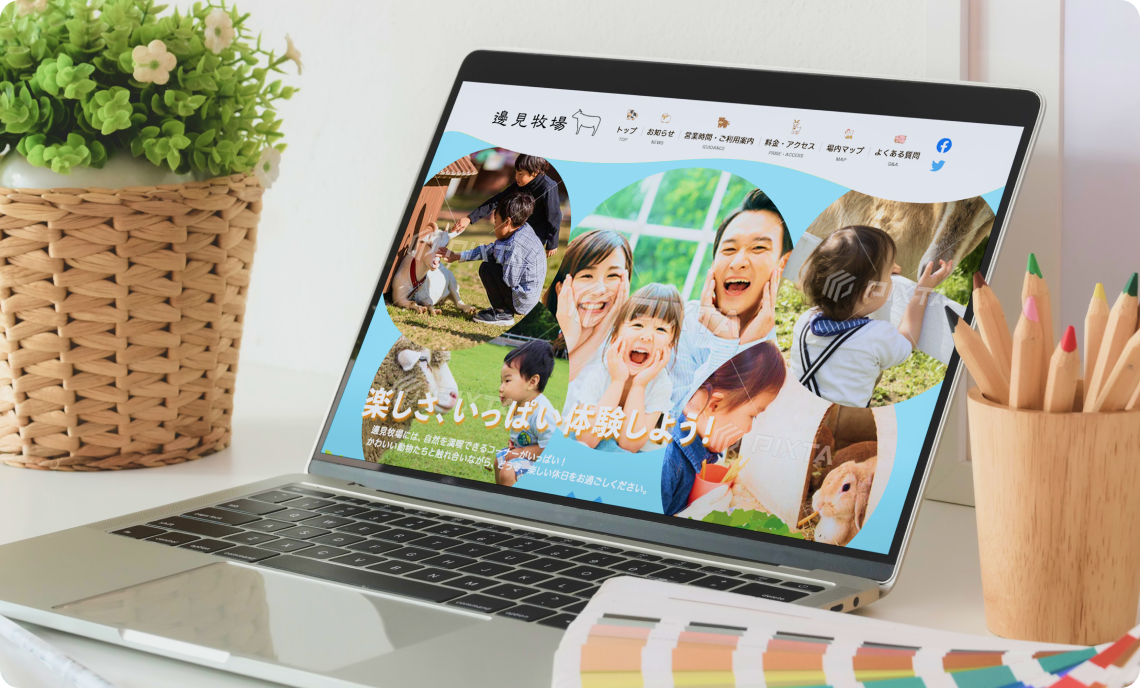 邉見牧場
トップ
TOP
お知らせ
NEWS
営業時間・ご利用案内
GUIDANCE
料金・アクセス
PRICE・ACCESS
場内マップ
MAP
よくある質問
Q&A
楽しさ、いっぱい体験しよう!
邉見牧場には、自然を満喫できるコーナーがいっぱい!
かわいい動物たちと触れ合いながら、どうぞ、楽しい休日をお過ごしください。
PIXTA